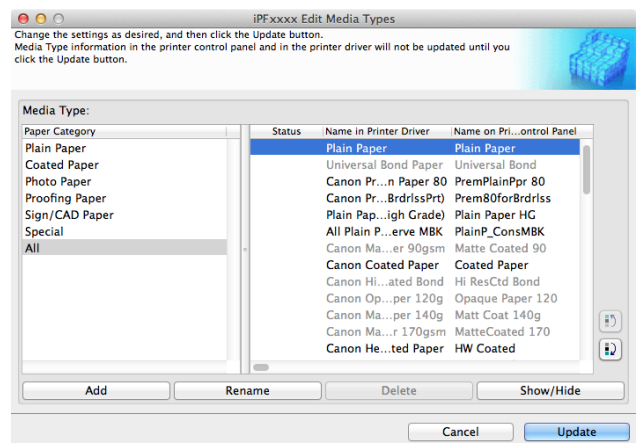 iPFxxxx Edit Media Types
Change the settings as desired, and then click the Update button.
Media Type information in the printer control panel and in the printer driver will not be updated until you
click the Update button.
Media Type:
Paper Category
Plain Paper
Coated Paper
Photo Paper
Proofing Paper
Sign/CAD Paper
Special
All
Status Name in Printer Driver Name on Pri...ontrol Panel
Plain Paper Plain Paper
Universal Bond Paper Universal Bond
Canon Pr...n Paper 80 PremPlainPpr 80
Canon Pr...BrdrlssPrt) Prem80forBrdrlss
Plain Pap...igh Grade) Plain Paper HG
All Plain P...erve MBK PlainP_ConsMBK
Canon Ma...er 90gsm Matte Coated 90
Canon Coated Paper Coated Paper
Canon Hi...ated Bond Hi ResCtd Bond
Canon Op...per 120g Opaque Paper 120
Canon Ma...per 140g Matt Coat 140g
Canon Ma...r 170gsm MatteCoated 170
Canon He...ted Paper HW Coated
Add Rename Delete Show/Hide
Cancel Update